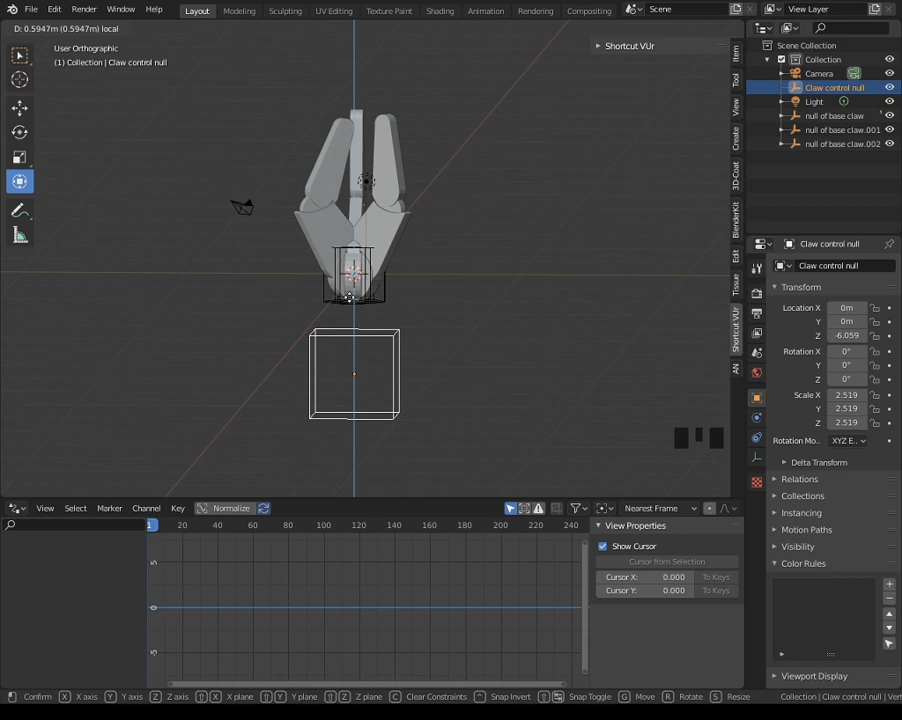 File Edit Render Window Help Layout Modeling Sculpting UV Editing Texture Paint Shading Animation Rendering Compositing Scene View Layer
D: 0.5947m (0.5947m) local
User Orthographic
(1) Collection | Claw control null
Shortcut VUr
Item
Tool
View
Create
3D-Coat
BlenderKit
Edit
Tissue
Shortcut VUr
AN
Scene Collection
Collection
Camera
Claw control null
Light
null of base claw
null of base claw.001
null of base claw.002
Claw control null
Claw control null
Transform
Location X 0m
Y 0m
Z -6.059
Rotation X 0°
Y 0°
Z 0°
Scale X 2.519
Y 2.519
Z 2.519
Rotation Mo.. XYZ E..
Delta Transform
Relations
Collections
Instancing
Motion Paths
Visibility
Color Rules
Viewport Display
View Select Marker Channel Key Normalize Nearest Frame
1 20 40 60 80 100 120 140 160 180 200 220 240
5
0
-5
View Properties
Show Cursor
Cursor from Selection
Cursor X: 0.000 To Keys
Cursor Y: 0.000 To Keys
Confirm X X axis Y Y axis Z Z axis X X plane Y Y plane Z Z plane C Clear Constraints Snap Invert Snap Toggle G Move R Rotate S Resize Collection | Claw control null | Ver